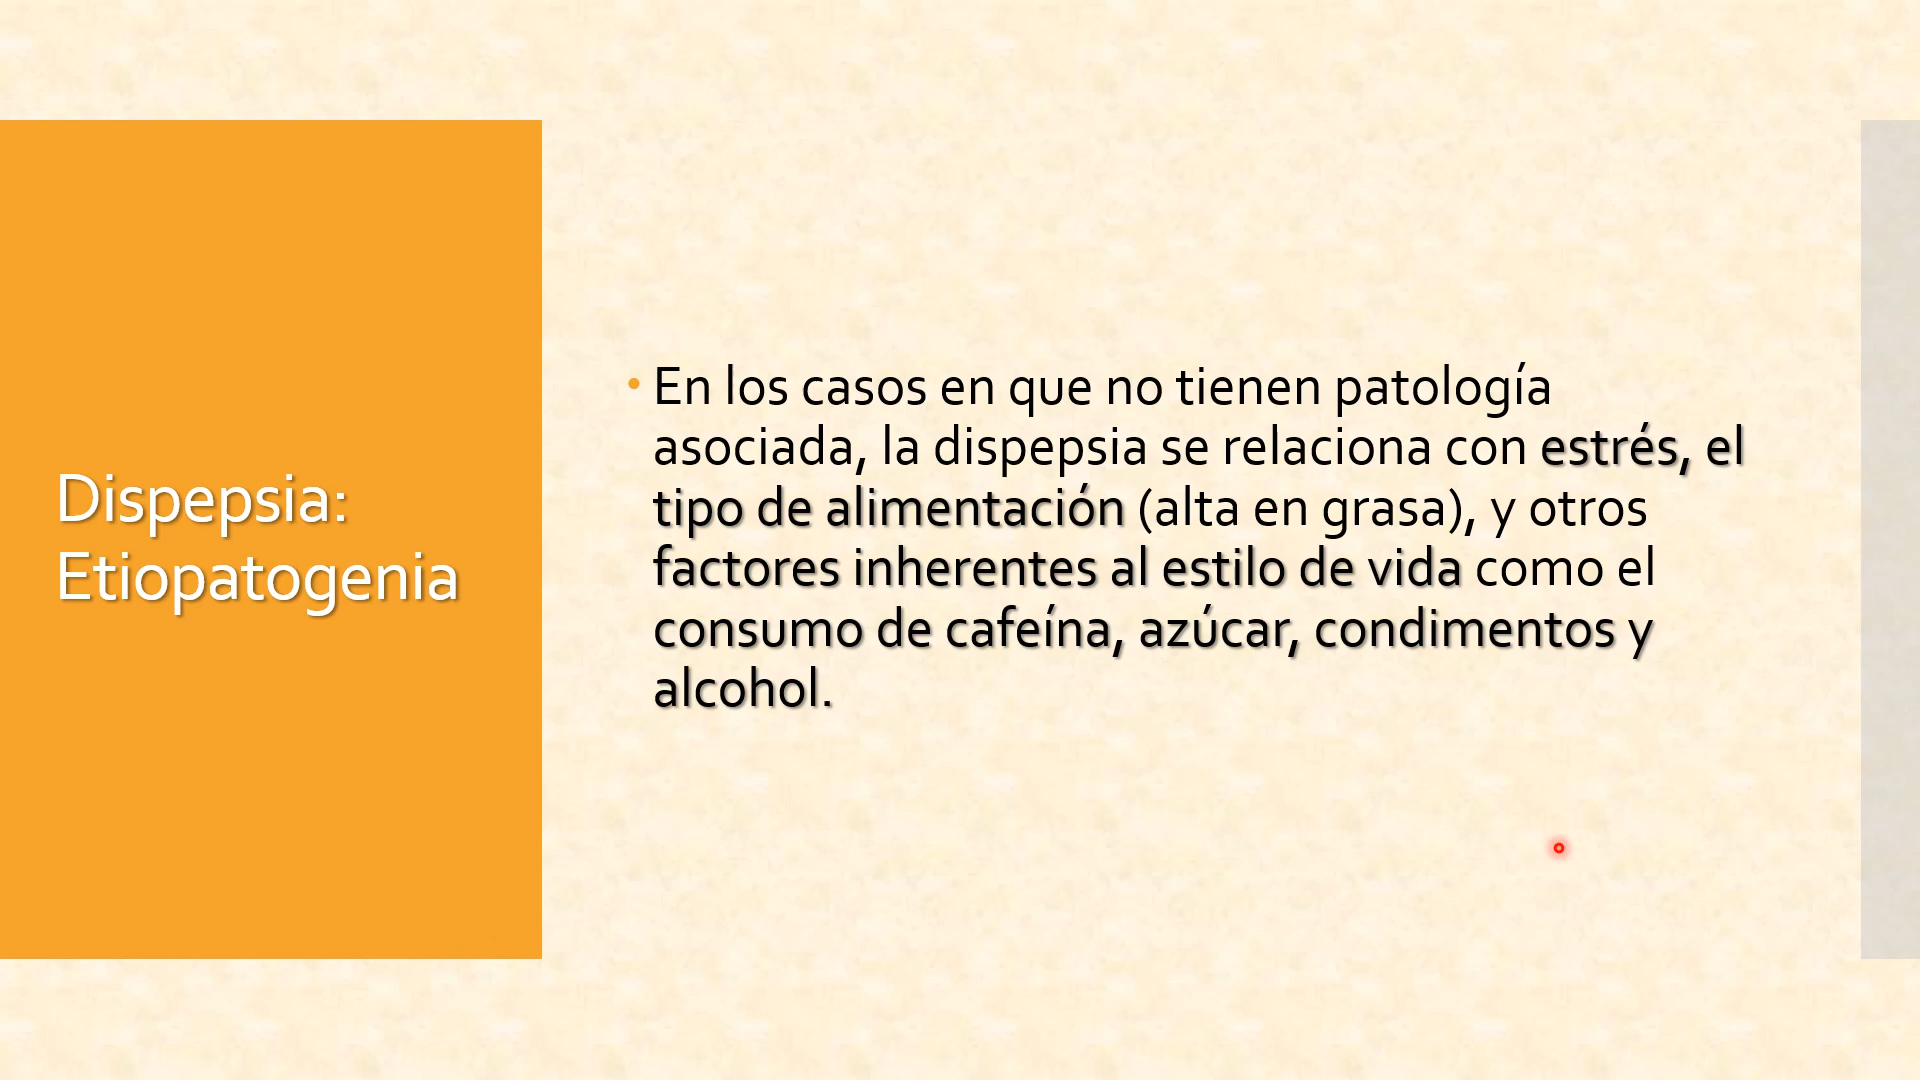 Dispepsia:
Etiopatogenia
• En los casos en que no tienen patología
asociada, la dispepsia se relaciona con estrés, el
tipo de alimentación (alta en grasa), y otros
factores inherentes al estilo de vida como el
consumo de cafeína, azúcar, condimentos y
alcohol.